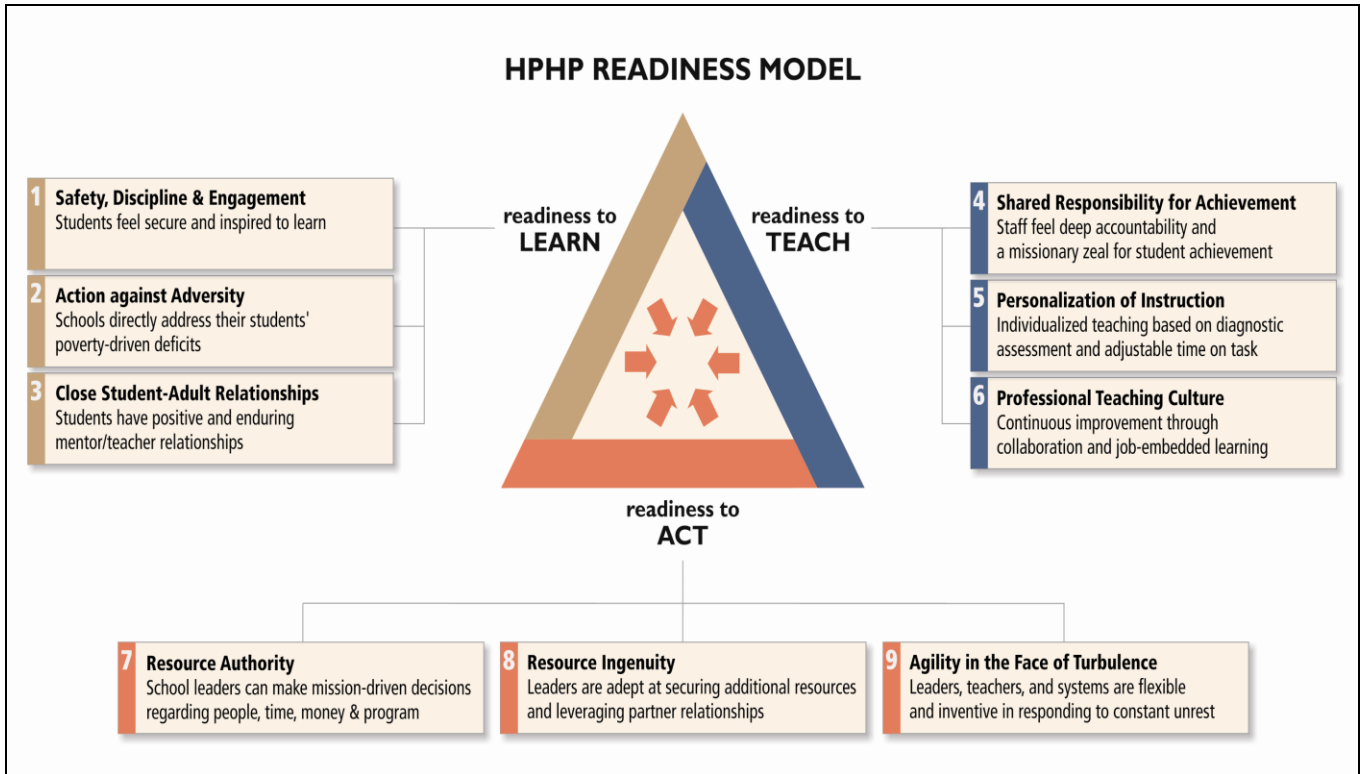 HPHP READINESS MODEL
1
Safety, Discipline & Engagement
Students feel secure and inspired to learn
2
Action against Adversity
Schools directly address their students'
poverty-driven deficits
3
Close Student-Adult Relationships
Students have positive and enduring
mentor/teacher relationships
readiness to
LEARN
readiness to
TEACH
4
Shared Responsibility for Achievement
Staff feel deep accountability and
a missionary zeal for student achievement
5
Personalization of Instruction
Individualized teaching based on diagnostic
assessment and adjustable time on task
6
Professional Teaching Culture
Continuous improvement through
collaboration and job-embedded learning
readiness to
ACT
7
Resource Authority
School leaders can make mission-driven decisions
regarding people, time, money & program
8
Resource Ingenuity
Leaders are adept at securing additional resources
and leveraging partner relationships
9
Agility in the Face of Turbulence
Leaders, teachers, and systems are flexible
and inventive in responding to constant unrest